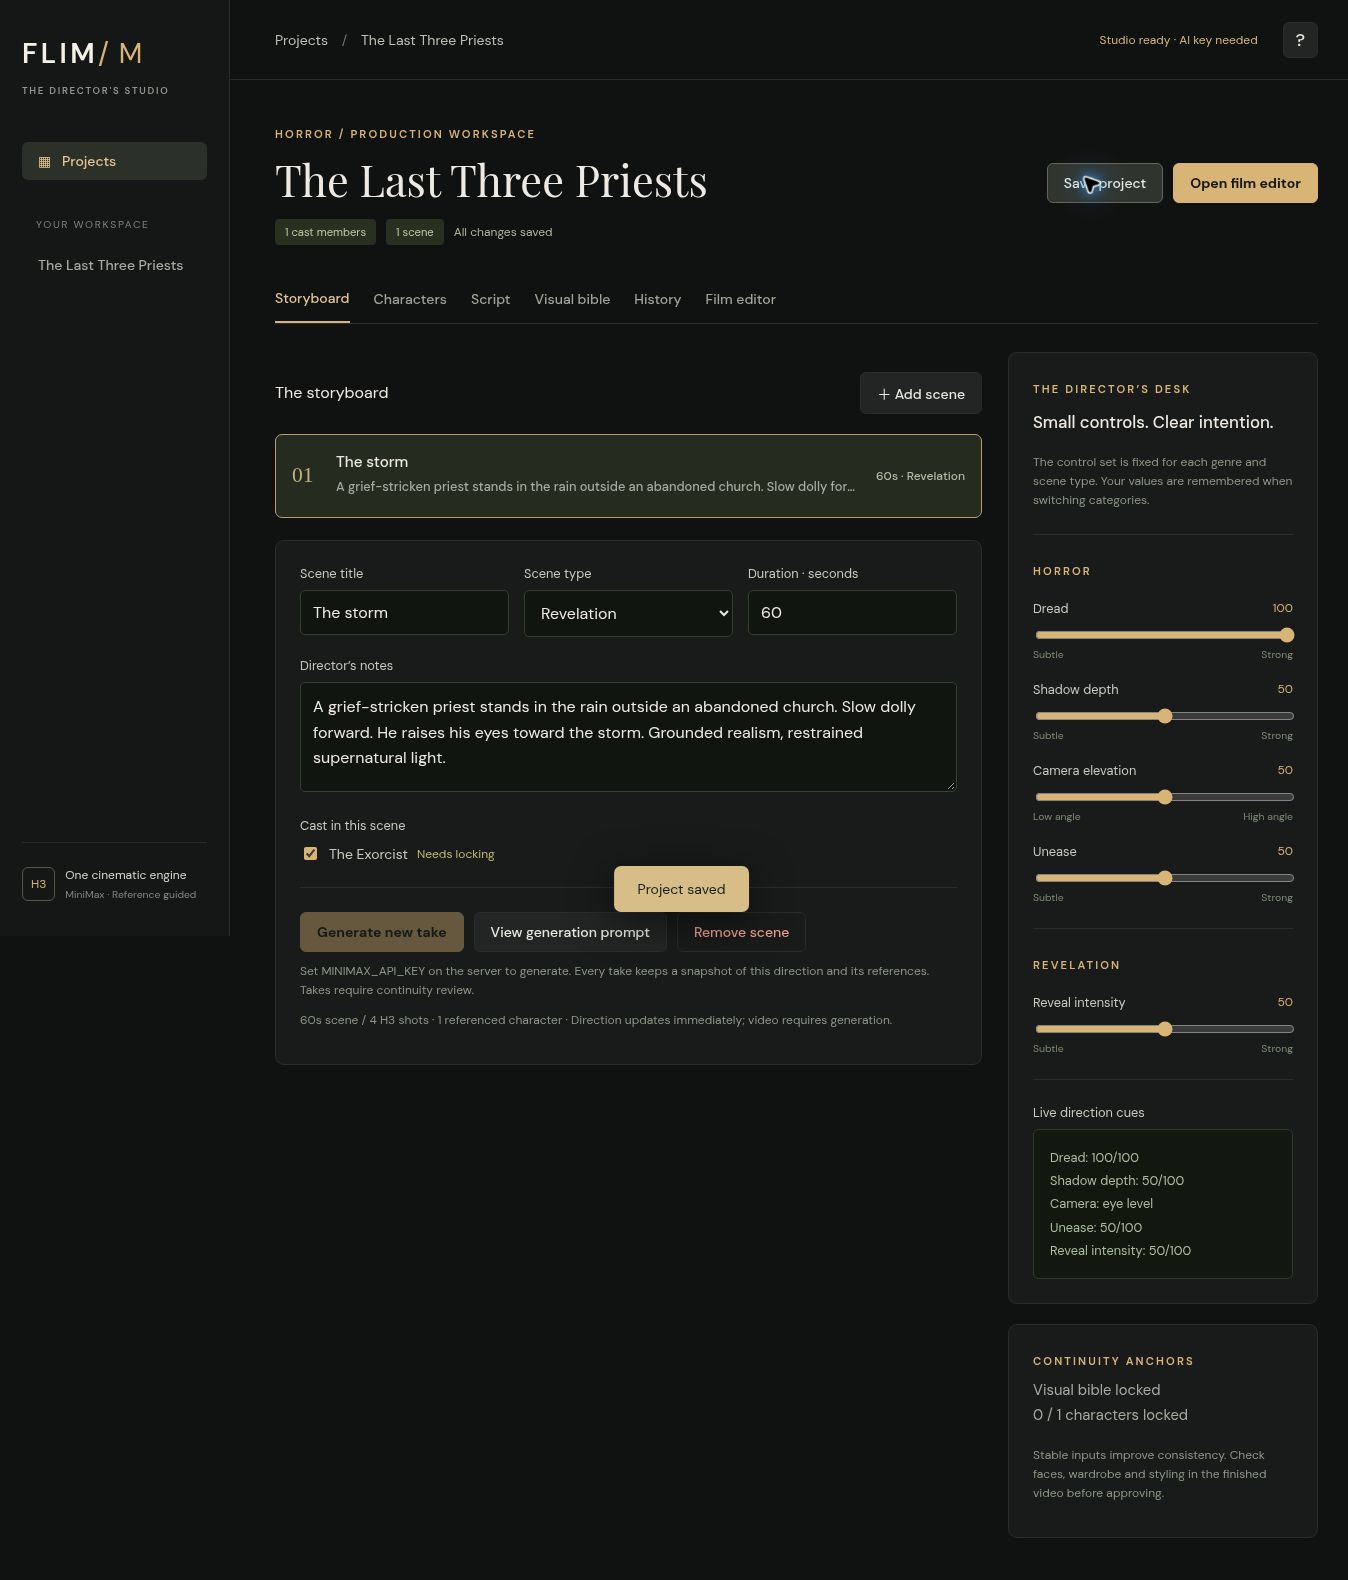 FLIM/ M
THE DIRECTOR'S STUDIO
Projects
YOUR WORKSPACE
The Last Three Priests
H3
One cinematic engine
MiniMax · Reference guided
Projects / The Last Three Priests
Studio ready · AI key needed
?
HORROR / PRODUCTION WORKSPACE
The Last Three Priests
Save project
Open film editor
1 cast members
1 scene
All changes saved
Storyboard
Characters
Script
Visual bible
History
Film editor
The storyboard
+ Add scene
01
The storm
A grief-stricken priest stands in the rain outside an abandoned church. Slow dolly for...
60s · Revelation
Scene title
Scene type
Duration · seconds
The storm
Revelation
60
Director's notes
A grief-stricken priest stands in the rain outside an abandoned church. Slow dolly
forward. He raises his eyes toward the storm. Grounded realism, restrained
supernatural light.
Cast in this scene
The Exorcist Needs locking
Project saved
Generate new take
View generation prompt
Remove scene
Set MINIMAX_API_KEY on the server to generate. Every take keeps a snapshot of this direction and its references.
Takes require continuity review.
60s scene / 4 H3 shots · 1 referenced character · Direction updates immediately; video requires generation.
THE DIRECTOR'S DESK
Small controls. Clear intention.
The control set is fixed for each genre and
scene type. Your values are remembered when
switching categories.
HORROR
Dread 100
Subtle Strong
Shadow depth 50
Subtle Strong
Camera elevation 50
Low angle High angle
Unease 50
Subtle Strong
REVELATION
Reveal intensity 50
Subtle Strong
Live direction cues
Dread: 100/100
Shadow depth: 50/100
Camera: eye level
Unease: 50/100
Reveal intensity: 50/100
CONTINUITY ANCHORS
Visual bible locked
0 / 1 characters locked
Stable inputs improve consistency. Check
faces, wardrobe and styling in the finished
video before approving.